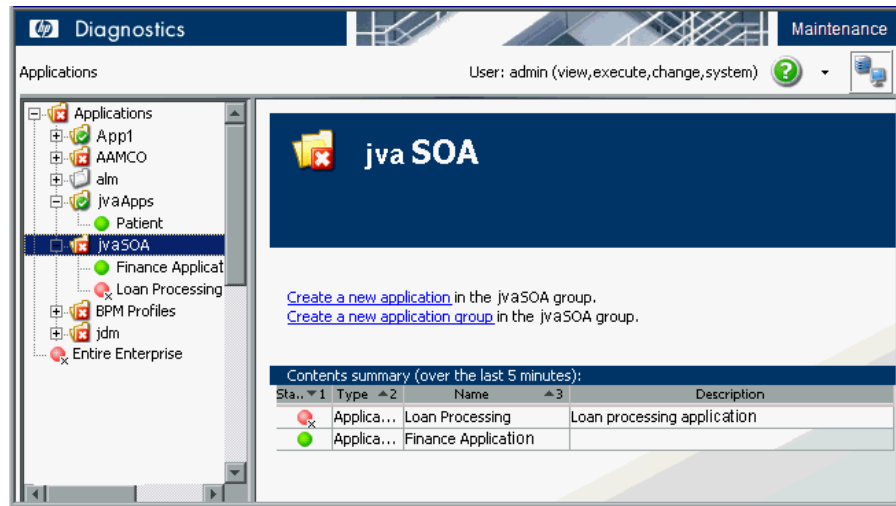 hp Diagnostics
Maintenance
Applications
User: admin (view,execute,change,system)
Applications
App1
AAMCO
alm
jvaApps
Patient
jvaSOA
Finance Applicat
Loan Processing
BPM Profiles
jdm
Entire Enterprise
jva SOA
Create a new application in the jvaSOA group.
Create a new application group in the jvaSOA group.
Contents summary (over the last 5 minutes):
Sta.. 1 Type 2 Name 3 Description
Applica... Loan Processing Loan processing application
Applica... Finance Application